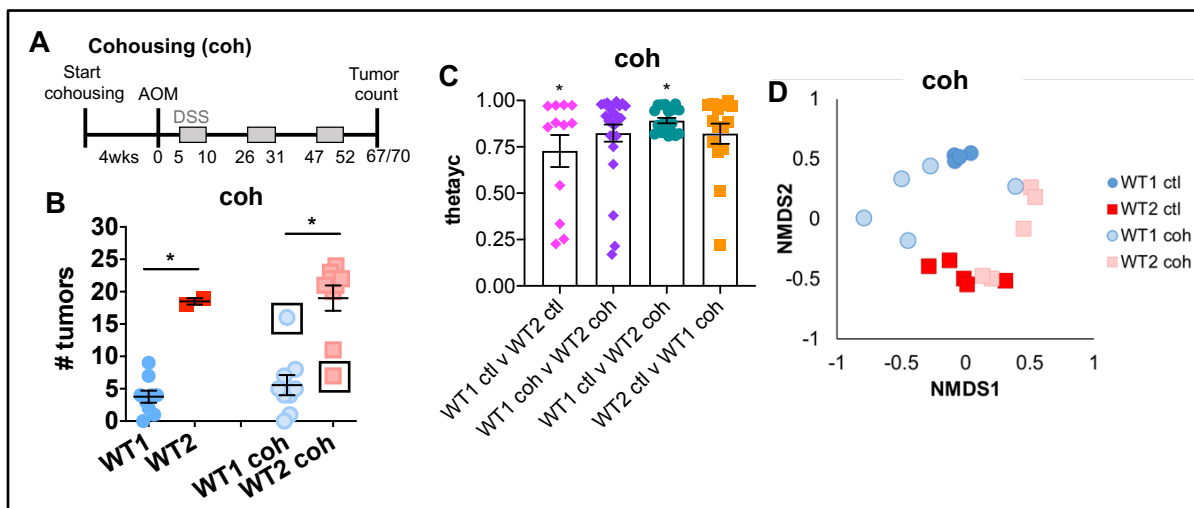 A
Cohousing (coh)
Start
cohousing
AOM
Tumor
count
DSS
4wks
0 5 10 26 31 47 52 67/70
B
coh
*
*
# tumors
30
25
20
15
10
5
0
WT1
WT2
WT1 coh
WT2 coh
C
coh
*
*
thetayc
1.00
0.75
0.50
0.25
WT1 ctl v WT2 ctl
WT1 coh v WT2 coh
WT1 ctl v WT2 coh
WT2 ctl v WT1 coh
D
coh
NMDS2
1
0.5
0
-0.5
-1
-1 -0.5 0 0.5 1
NMDS1
WT1 ctl
WT2 ctl
WT1 coh
WT2 coh